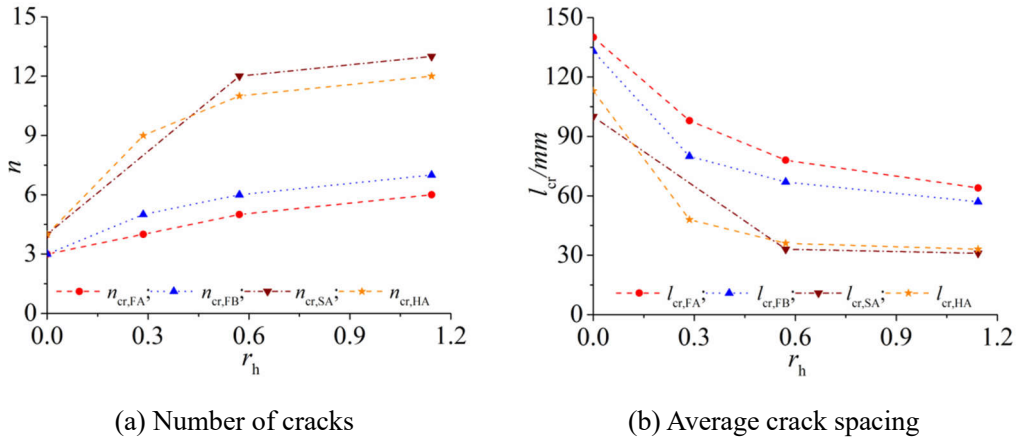 15
12
9
6
3
0
n
n_cr,FA; n_cr,FB; n_cr,SA; n_cr,HA
0.0 0.3 0.6 0.9 1.2
r_h
(a) Number of cracks
150
120
90
60
30
0
l_cr/mm
l_cr,FA; l_cr,FB; l_cr,SA; l_cr,HA
0.0 0.3 0.6 0.9 1.2
r_h
(b) Average crack spacing